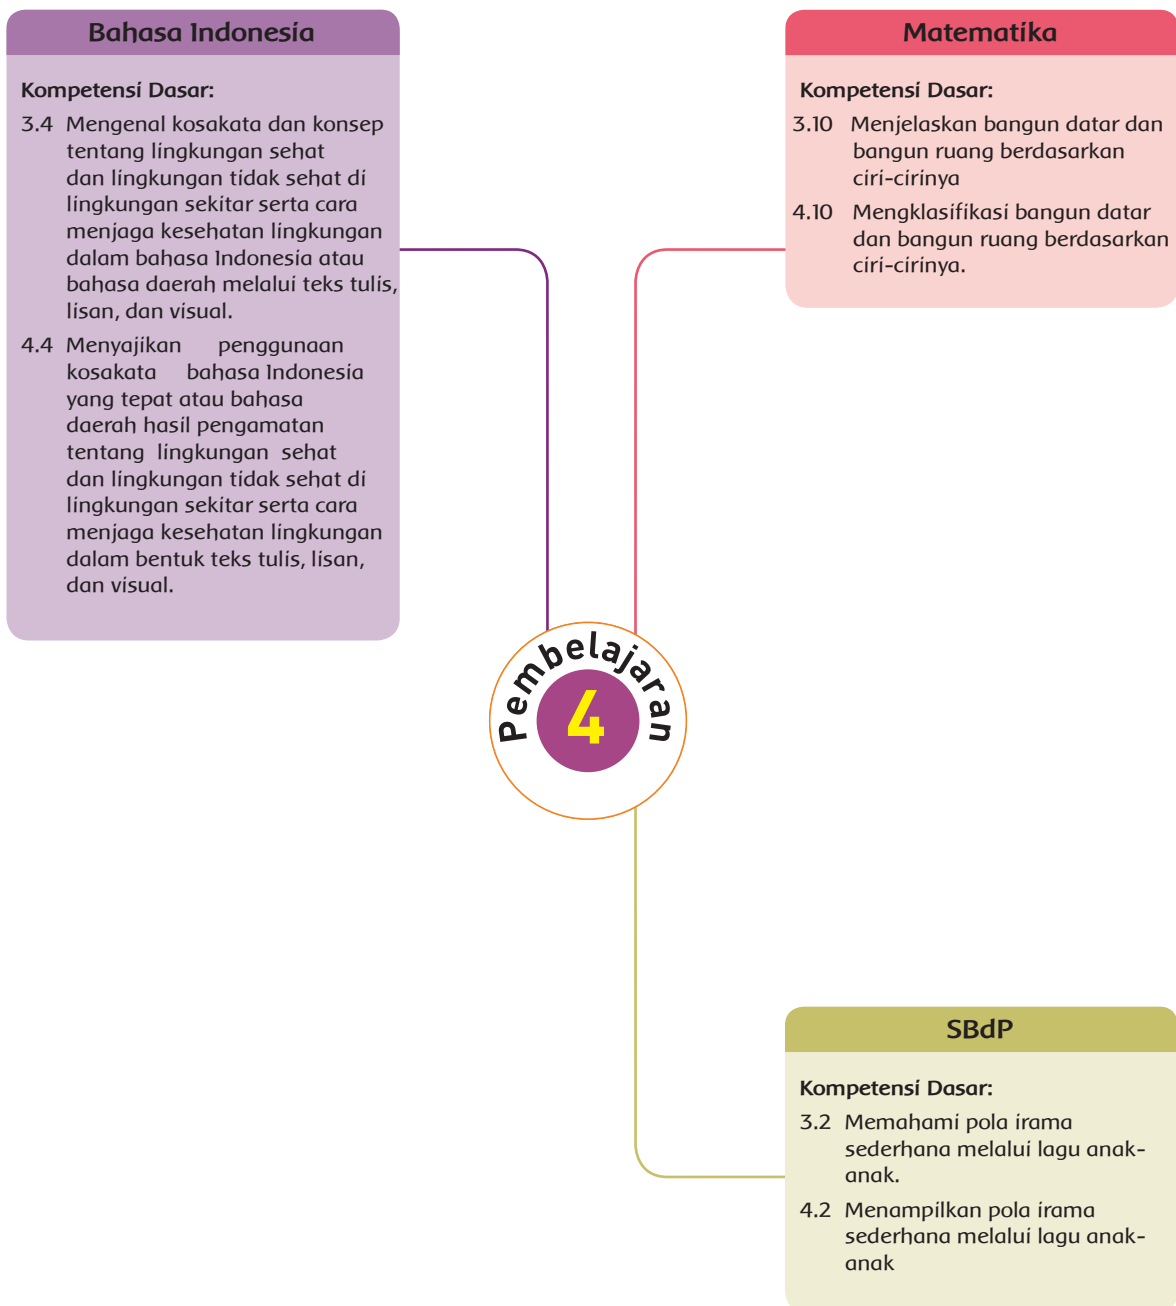 Bahasa Indonesia
Kompetensi Dasar:
3.4 Mengenal kosakata dan konsep
tentang lingkungan sehat
dan lingkungan tidak sehat di
lingkungan sekitar serta cara
menjaga kesehatan lingkungan
dalam bahasa Indonesia atau
bahasa daerah melalui teks tulis,
lisan, dan visual.
4.4 Menyajikan penggunaan
kosakata bahasa Indonesia
yang tepat atau bahasa
daerah hasil pengamatan
tentang lingkungan sehat
dan lingkungan tidak sehat di
lingkungan sekitar serta cara
menjaga kesehatan lingkungan
dalam bentuk teks tulis, lisan,
dan visual.
Matematika
Kompetensi Dasar:
3.10 Menjelaskan bangun datar dan
bangun ruang berdasarkan
ciri-cirinya
4.10 Mengklasifikasi bangun datar
dan bangun ruang berdasarkan
ciri-cirinya.
Pembelajaran
4
SBdP
Kompetensi Dasar:
3.2 Memahami pola irama
sederhana melalui lagu anak-
anak.
4.2 Menampilkan pola irama
sederhana melalui lagu anak-
anak